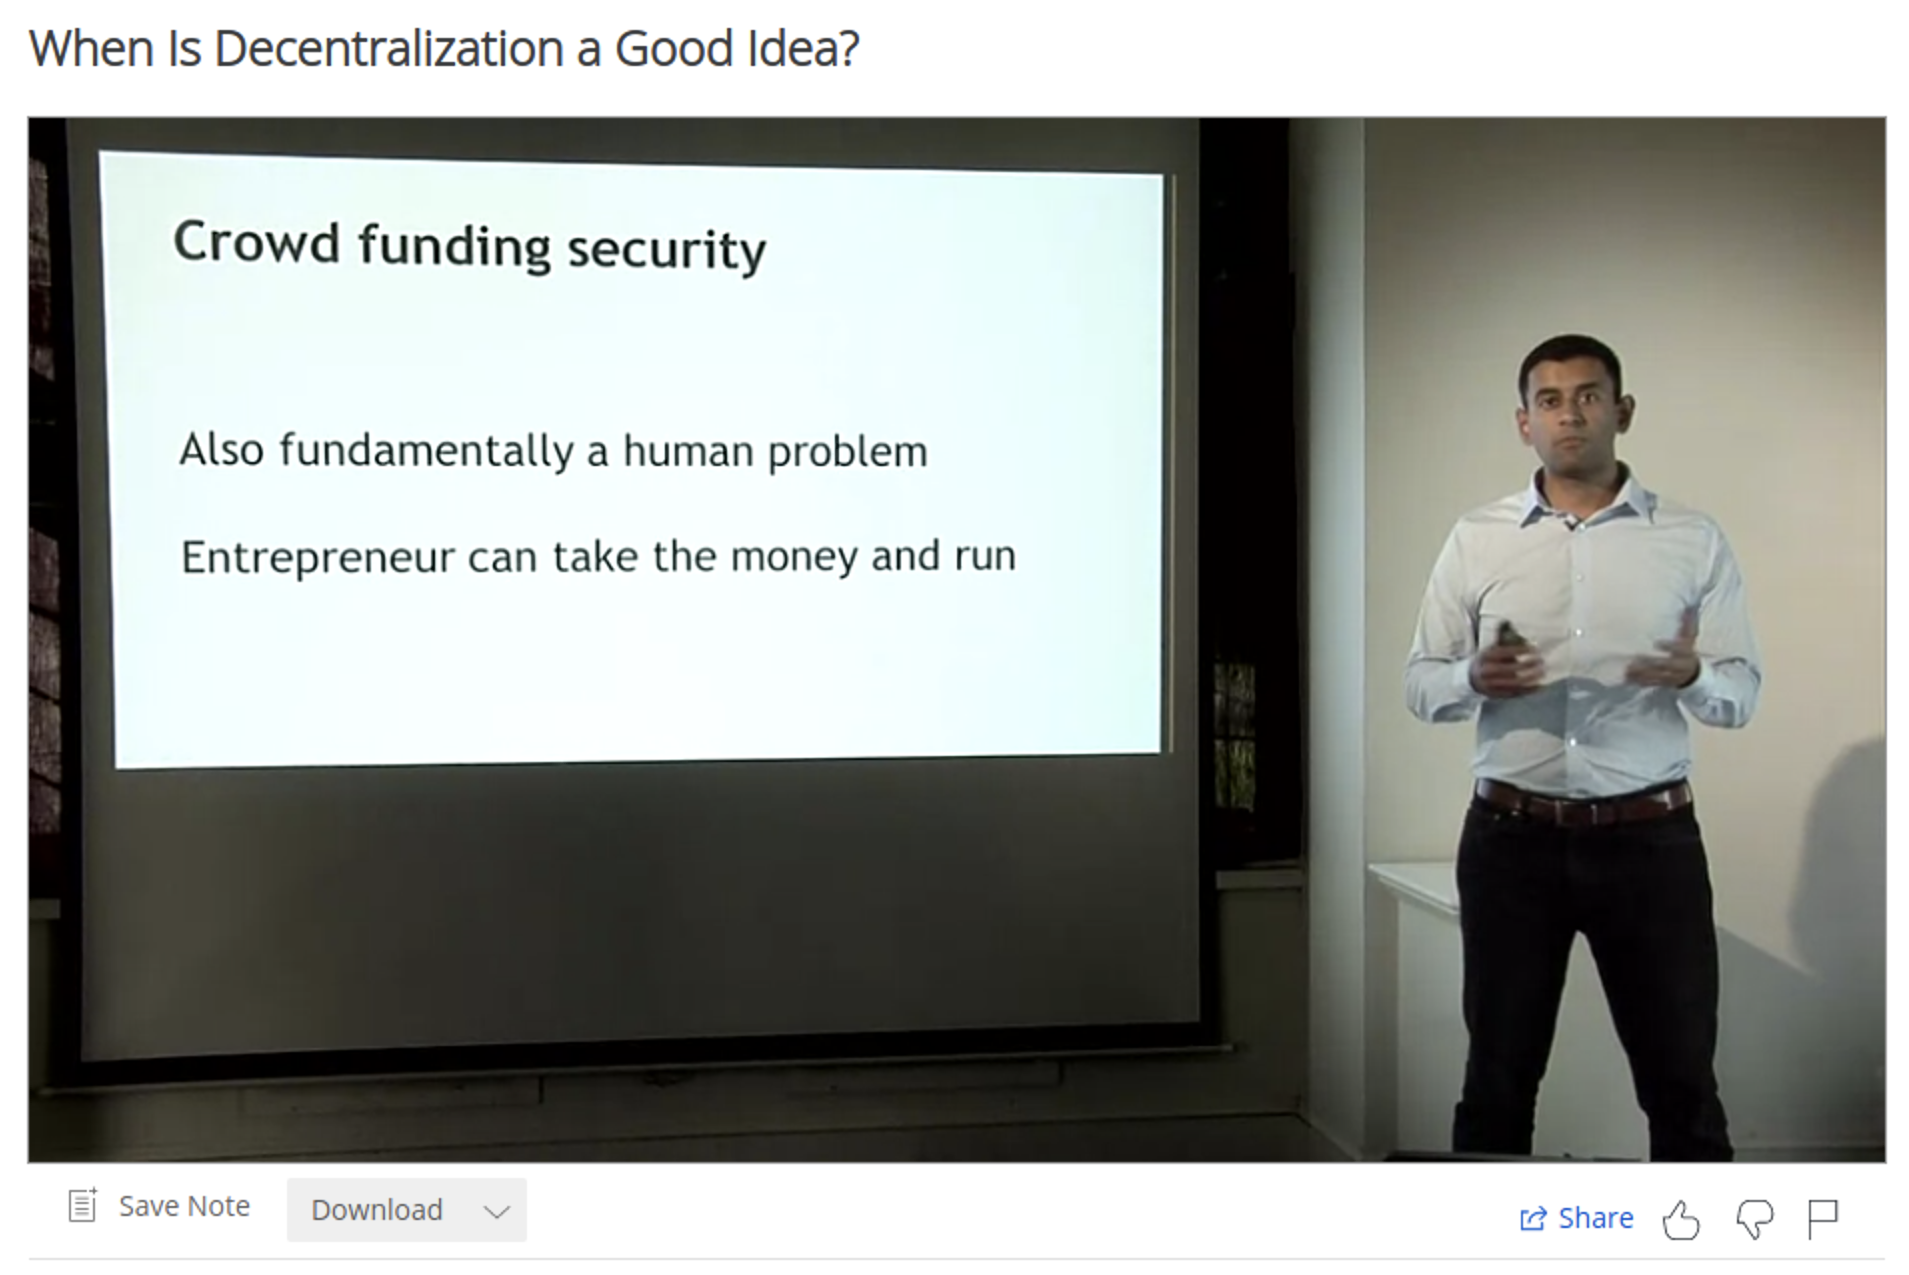 When Is Decentralization a Good Idea?
Crowd funding security
Also fundamentally a human problem
Entrepreneur can take the money and run
Save Note
Download
Share